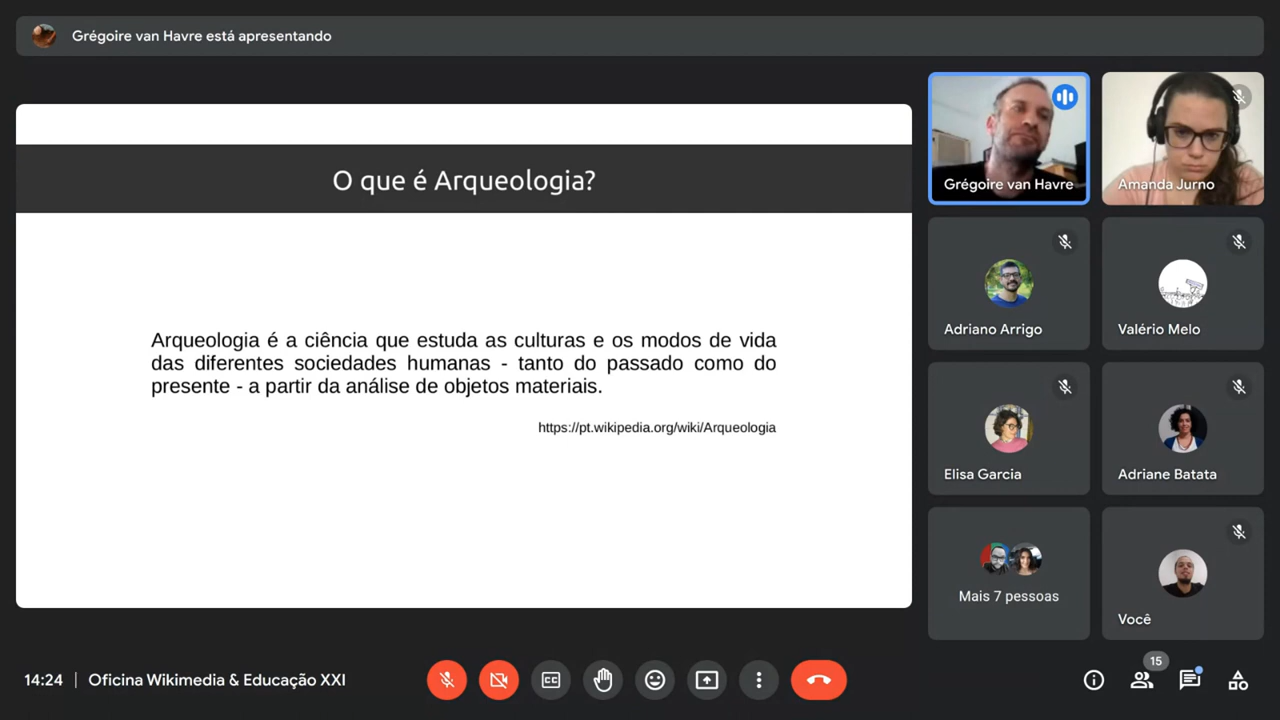 Grégoire van Havre está apresentando
O que é Arqueologia?
Arqueologia é a ciência que estuda as culturas e os modos de vida
das diferentes sociedades humanas - tanto do passado como do
presente - a partir da análise de objetos materiais.
https://pt.wikipedia.org/wiki/Arqueologia
Grégoire van Havre
Amanda Jurno
Adriano Arrigo
Valério Melo
Elisa Garcia
Adriane Batata
Mais 7 pessoas
Você
14:24 | Oficina Wikimedia & Educação XXI
CC
15